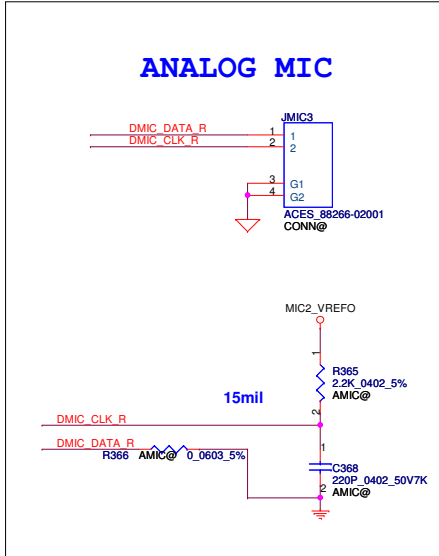 ANALOG MIC
JMIC3
DMIC_DATA_R 1 1
DMIC_CLK_R 2 2
3 G1
4 G2
ACES_88266-02001
CONN@
MIC2_VREFO
1
R365
2.2K_0402_5%
15mil AMIC@
2
DMIC_CLK_R
DMIC_DATA_R 1
R366 AMIC@ 0_0603_5% C368
220P_0402_50V7K
2 AMIC@